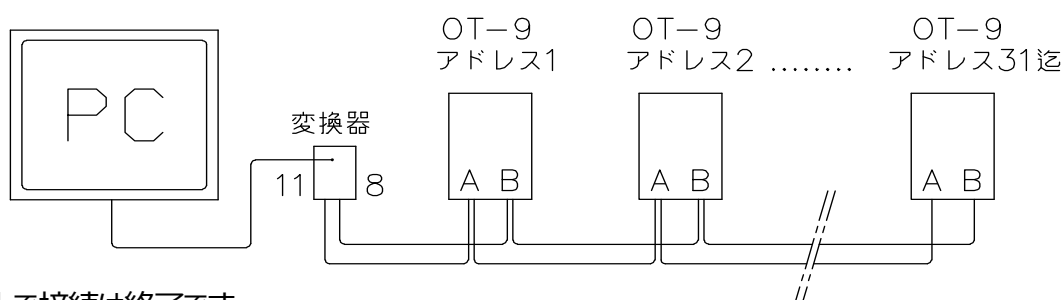 OT-9
アドレス1
OT-9
アドレス2 ........
OT-9
アドレス31迄
PC
変換器
11
8
A B
A B
A B
て接続は終了です